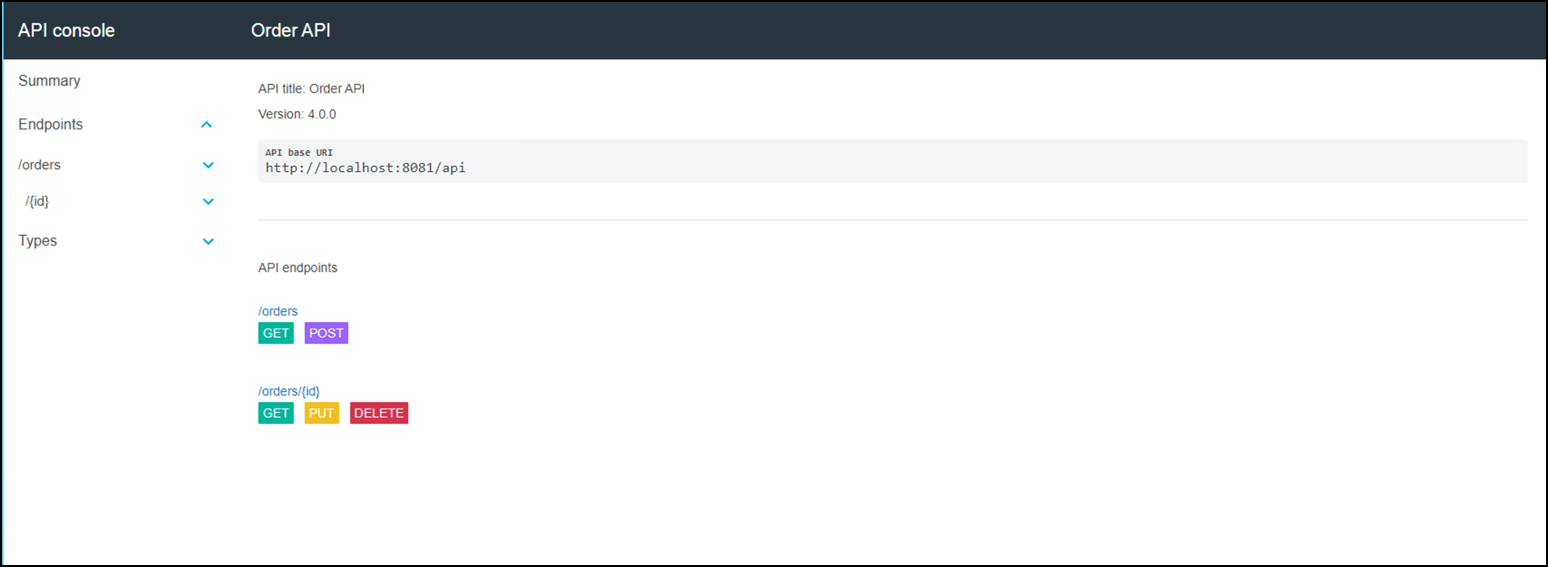 API console
Order API
Summary
Endpoints
/orders
/{id}
Types
API title: Order API
Version: 4.0.0
API base URI
http://localhost:8081/api
API endpoints
/orders
GET POST
/orders/{id}
GET PUT DELETE